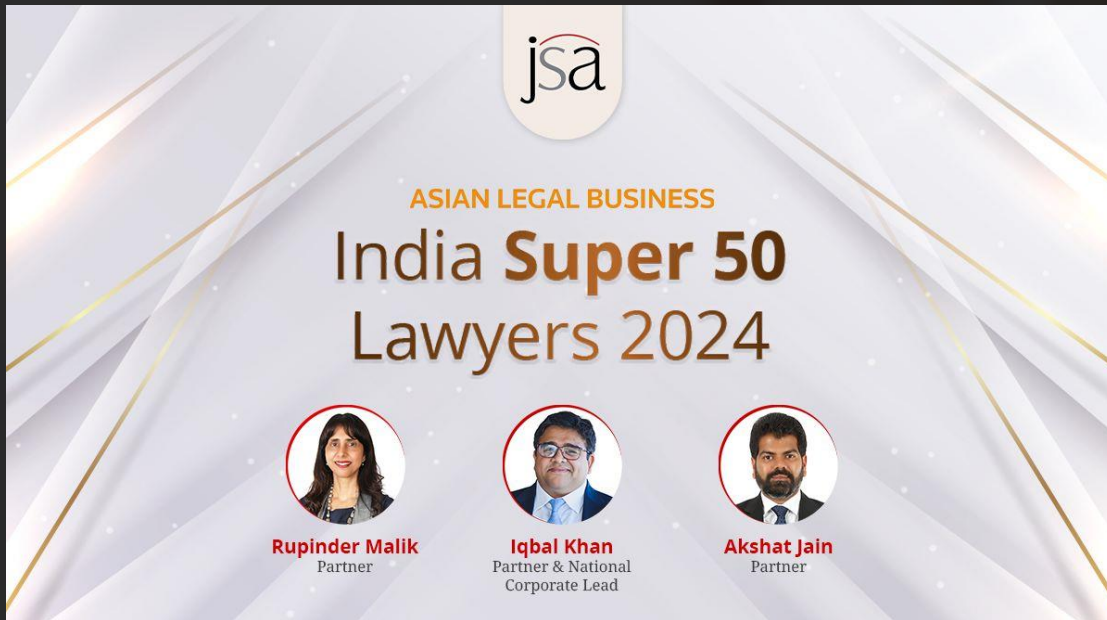 jsa
ASIAN LEGAL BUSINESS
India Super 50
Lawyers 2024
Rupinder Malik
Partner
Iqbal Khan
Partner & National
Corporate Lead
Akshat Jain
Partner